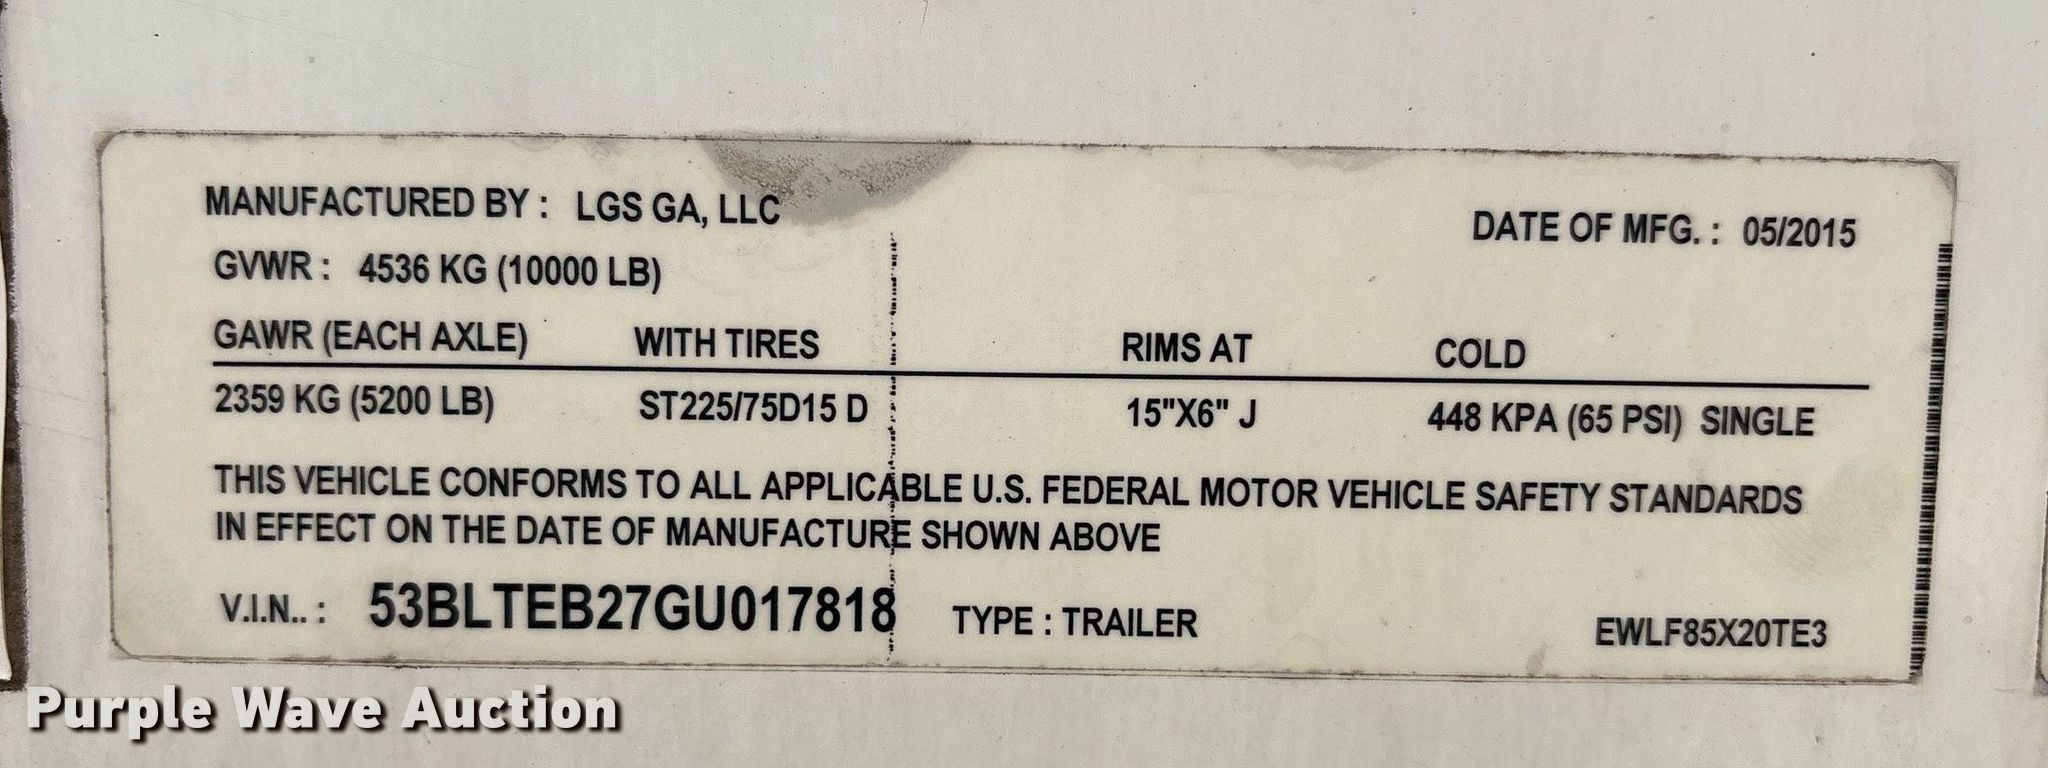 MANUFACTURED BY : LGS GA, LLC DATE OF MFG. : 05/2015
GVWR : 4536 KG (10000 LB)
GAWR (EACH AXLE) WITH TIRES RIMS AT COLD
2359 KG (5200 LB) ST225/75D15 D 15"X6" J 448 KPA (65 PSI) SINGLE
THIS VEHICLE CONFORMS TO ALL APPLICABLE U.S. FEDERAL MOTOR VEHICLE SAFETY STANDARDS
IN EFFECT ON THE DATE OF MANUFACTURE SHOWN ABOVE
V.I.N.. : 53BLTEB27GU017818 TYPE : TRAILER EWLF85X20TE3
Purple Wave Auction